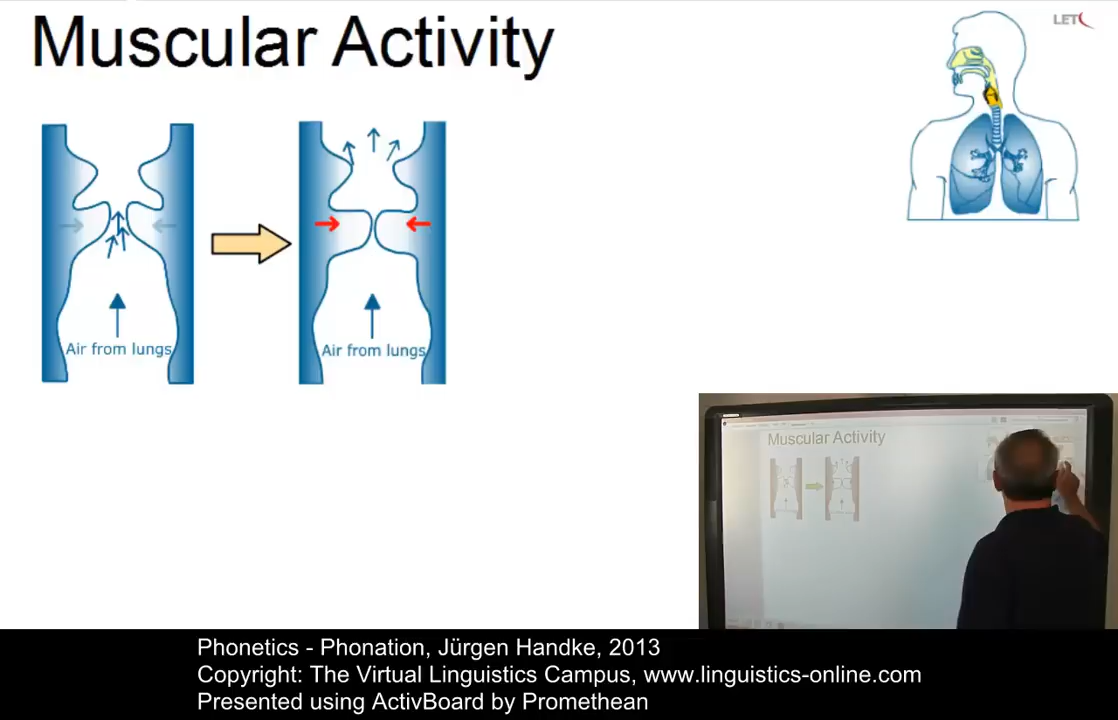 Muscular Activity
LET
Air from lungs
Air from lungs
Muscular Activity
Phonetics - Phonation, Jürgen Handke, 2013
Copyright: The Virtual Linguistics Campus, www.linguistics-online.com
Presented using ActivBoard by Promethean